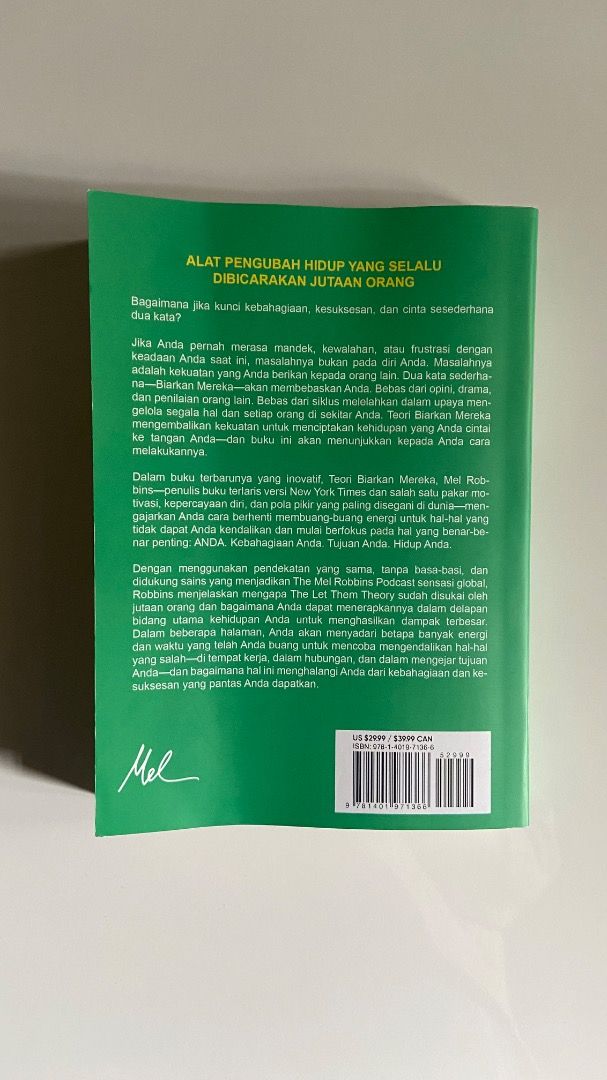 ALAT PENGUBAH HIDUP YANG SELALU
DIBICARAKAN JUTAAN ORANG
Bagaimana jika kunci kebahagiaan, kesuksesan, dan cinta sesederhana
dua kata?
Jika Anda pernah merasa mandek, kewalahan, atau frustrasi dengan
keadaan Anda saat ini, masalahnya bukan pada diri Anda. Masalahnya
adalah kekuatan yang Anda berikan kepada orang lain. Dua kata sederha-
na—Biarkan Mereka—akan membebaskan Anda. Bebas dari opini, drama,
dan penilaian orang lain. Bebas dari siklus melelahkan dalam upaya men-
gelola segala hal dan setiap orang di sekitar Anda. Teori Biarkan Mereka
mengembalikan kekuatan untuk menciptakan kehidupan yang Anda cintai
ke tangan Anda—dan buku ini akan menunjukkan kepada Anda cara
melakukannya.
Dalam buku terbarunya yang inovatif, Teori Biarkan Mereka, Mel Rob-
bins—penulis buku terlaris versi New York Times dan salah satu pakar mo-
tivasi, kepercayaan diri, dan pola pikir yang paling disegani di dunia—men-
gajarkan Anda cara berhenti membuang-buang energi untuk hal-hal yang
tidak dapat Anda kendalikan dan mulai berfokus pada hal yang benar-be-
nar penting: ANDA. Kebahagiaan Anda. Tujuan Anda. Hidup Anda.
Dengan menggunakan pendekatan yang sama, tanpa basa-basi, dan
didukung sains yang menjadikan The Mel Robbins Podcast sensasi global,
Robbins menjelaskan mengapa The Let Them Theory sudah disukai oleh
jutaan orang dan bagaimana Anda dapat menerapkannya dalam delapan
bidang utama kehidupan Anda untuk menghasilkan dampak terbesar.
Dalam beberapa halaman, Anda akan menyadari betapa banyak energi
dan waktu yang telah Anda buang untuk mencoba mengendalikan hal-hal
yang salah—di tempat kerja, dalam hubungan, dan dalam mengejar tujuan
Anda—dan bagaimana hal ini menghalangi Anda dari kebahagiaan dan ke-
suksesan yang pantas Anda dapatkan.
Mel
US $29.99 / $39.99 CAN
ISBN: 978-1-4019-7136-6
52999
9 781401 971366